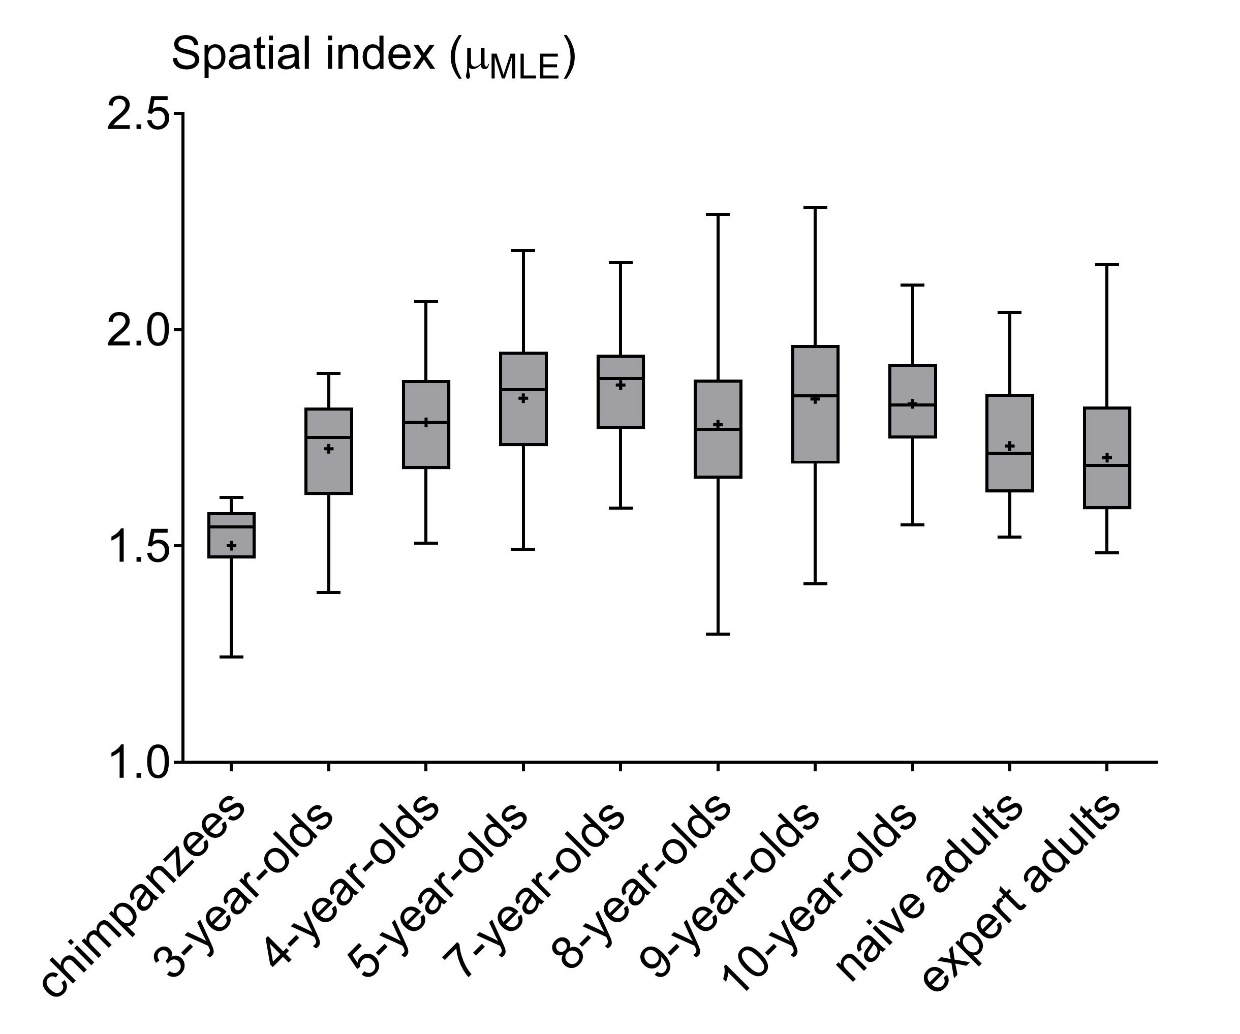 Spatial index (μMLE)
2.5
2.0
1.5
1.0
chimpanzees
3-year-olds
4-year-olds
5-year-olds
7-year-olds
8-year-olds
9-year-olds
10-year-olds
naive adults
expert adults